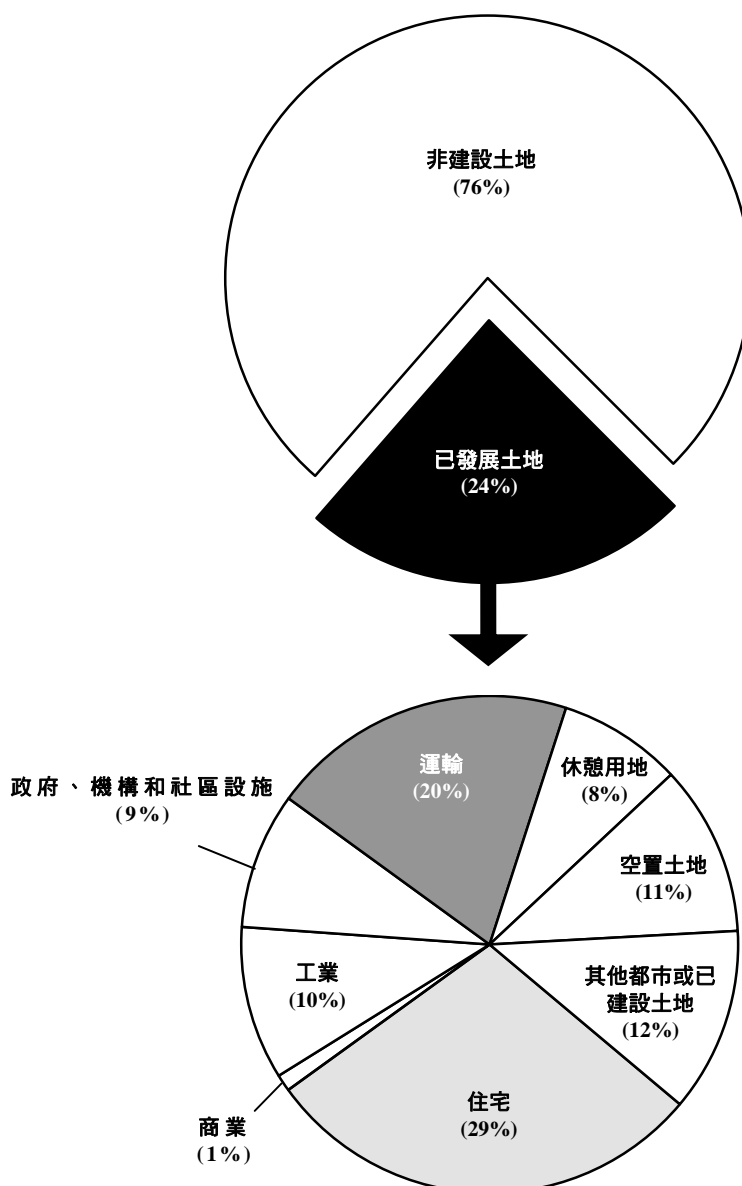 非建設土地
(76%)
已發展土地
(24%)
運輸
(20%)
休憩用地
(8%)
政府、機構和社區設施
(9%)
空置土地
(11%)
工業
(10%)
其他都市或已
建設土地
(12%)
住宅
(29%)
商業
(1%)